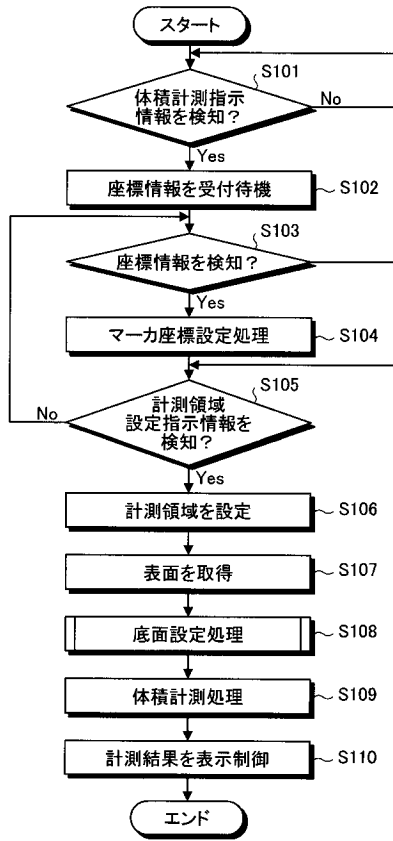 スタート
S101
体積計測指示
情報を検知？
No
Yes
座標情報を受付待機
S102
S103
座標情報を検知？
Yes
マーカ座標設定処理
S104
S105
計測領域
設定指示情報を
検知？
No
Yes
計測領域を設定
S106
表面を取得
S107
底面設定処理
S108
体積計測処理
S109
計測結果を表示制御
S110
エンド